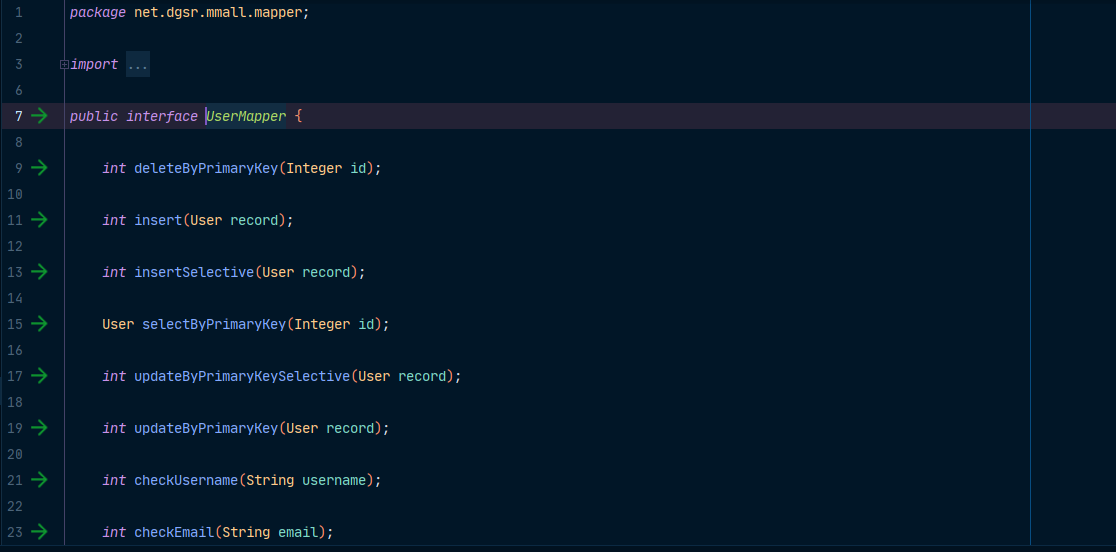 1 package net.dgsr.mmall.mapper;
2
3 import ...
6
7 public interface UserMapper {
8
9 int deleteByPrimaryKey(Integer id);
10
11 int insert(User record);
12
13 int insertSelective(User record);
14
15 User selectByPrimaryKey(Integer id);
16
17 int updateByPrimaryKeySelective(User record);
18
19 int updateByPrimaryKey(User record);
20
21 int checkUsername(String username);
22
23 int checkEmail(String email);